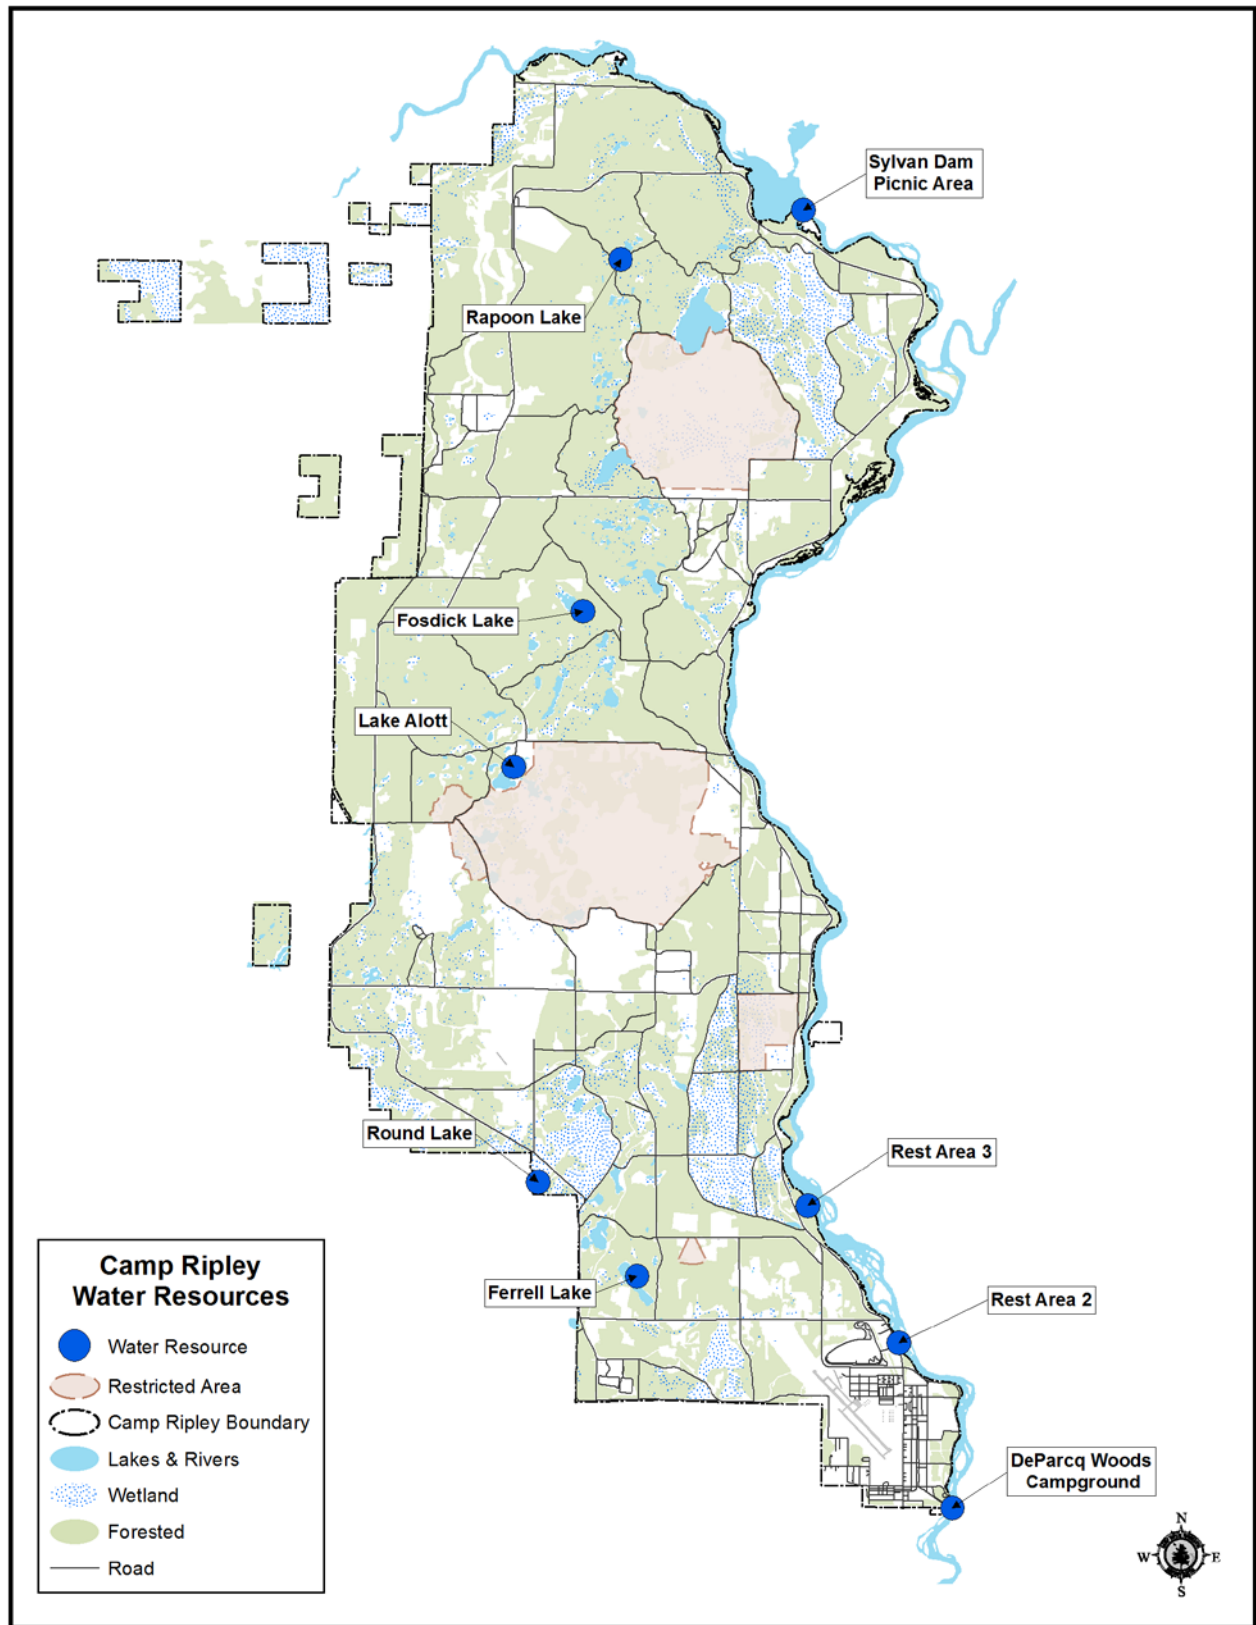 Sylvan Dam
Picnic Area
Rapoon Lake
Fosdick Lake
Lake Alott
Round Lake
Rest Area 3
Ferrell Lake
Rest Area 2
DeParcq Woods
Campground
Camp Ripley
Water Resources
Water Resource
Restricted Area
Camp Ripley Boundary
Lakes & Rivers
Wetland
Forested
Road
N
W
E
S